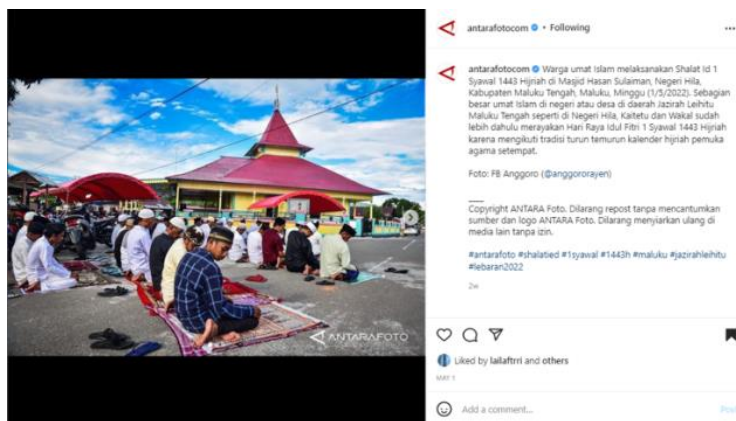 antarafotocom • Following
antarafotocom Warga umat Islam melaksanakan Shalat Id 1
Syawal 1443 Hijriah di Masjid Hasan Sulaiman, Negeri Hila,
Kabupaten Maluku Tengah, Maluku, Minggu (1/5/2022). Sebagian
besar umat Islam di negeri atau desa di daerah Jazirah Leihitu
Maluku Tengah seperti di Negeri Hila, Kaitetu dan Wakal sudah
lebih dahulu merayakan Hari Raya Idul Fitri 1 Syawal 1443 Hijriah
karena mengikuti tradisi turun temurun kalender hijriah pemuka
agama setempat.
Foto: FB Anggoro (@anggororayen)
Copyright ANTARA Foto. Dilarang repost tanpa mencantumkan
sumber dan logo ANTARA Foto. Dilarang menyiarkan ulang di
media lain tanpa izin.
#antarafoto #shalatied #1syawal #1443h #maluku #jazirahleihitu
#lebaran2022
2w
ANTARAFOTO
Liked by lailaftrri and others
MAY 1
Add a comment...
Post